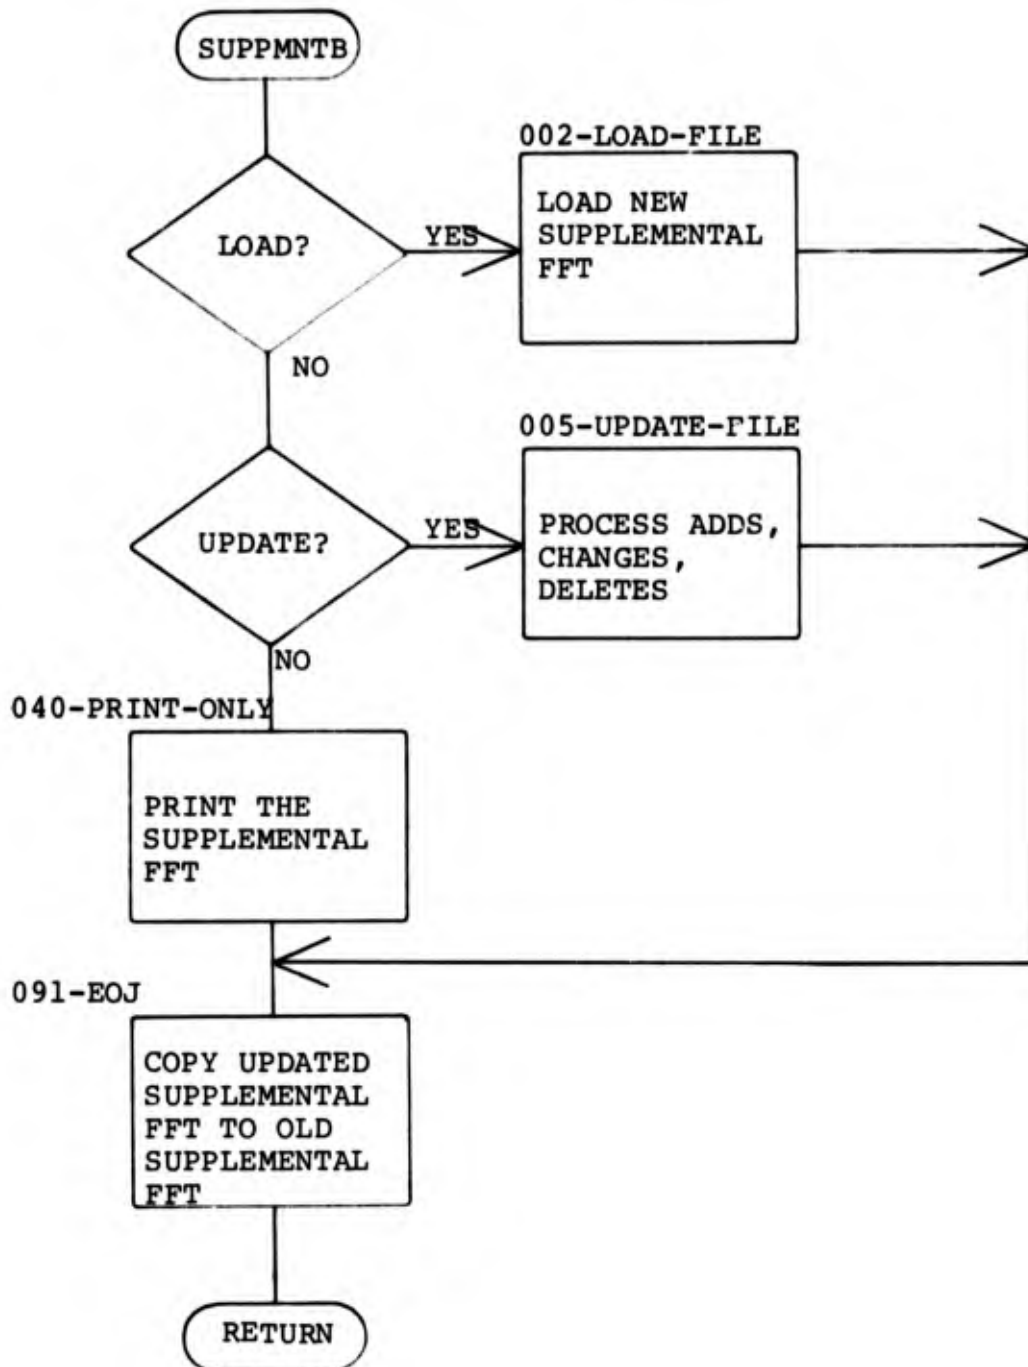 SUPPMNTB
002-LOAD-FILE
LOAD NEW
SUPPLEMENTAL
FFT
LOAD?
YES
NO
005-UPDATE-FILE
PROCESS ADDS,
CHANGES,
DELETES
UPDATE?
YES
NO
040-PRINT-ONLY
PRINT THE
SUPPLEMENTAL
FFT
091-EOJ
COPY UPDATED
SUPPLEMENTAL
FFT TO OLD
SUPPLEMENTAL
FFT
RETURN